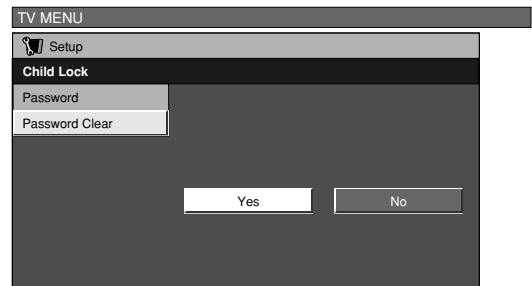 TV MENU
Setup
Child Lock
Password
Password Clear
Yes No